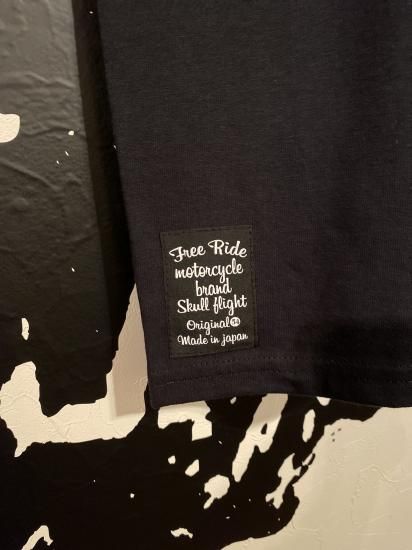 Free Ride
motorcycle
brand
Skull flight
Original
Made in japan